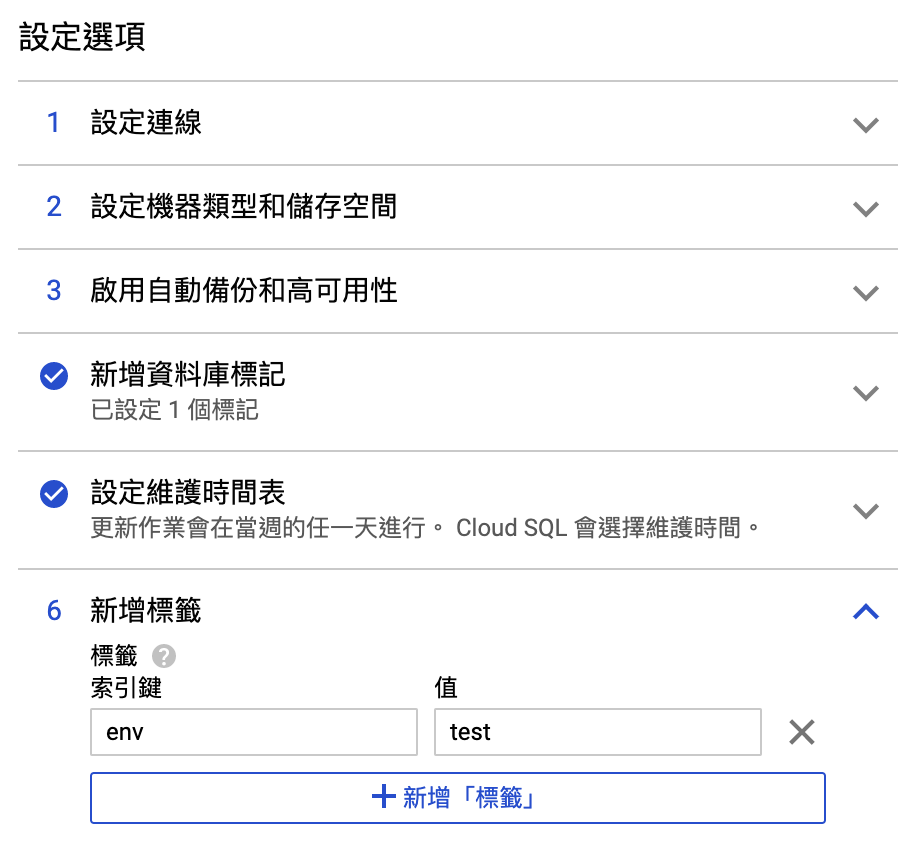 設定選項
1 設定連線
2 設定機器類型和儲存空間
3 啟用自動備份和高可用性
新增資料庫標記
已設定 1 個標記
設定維護時間表
更新作業會在當週的任一天進行。 Cloud SQL 會選擇維護時間。
6 新增標籤
標籤 ?
索引鍵 值
env test
+ 新增「標籤」